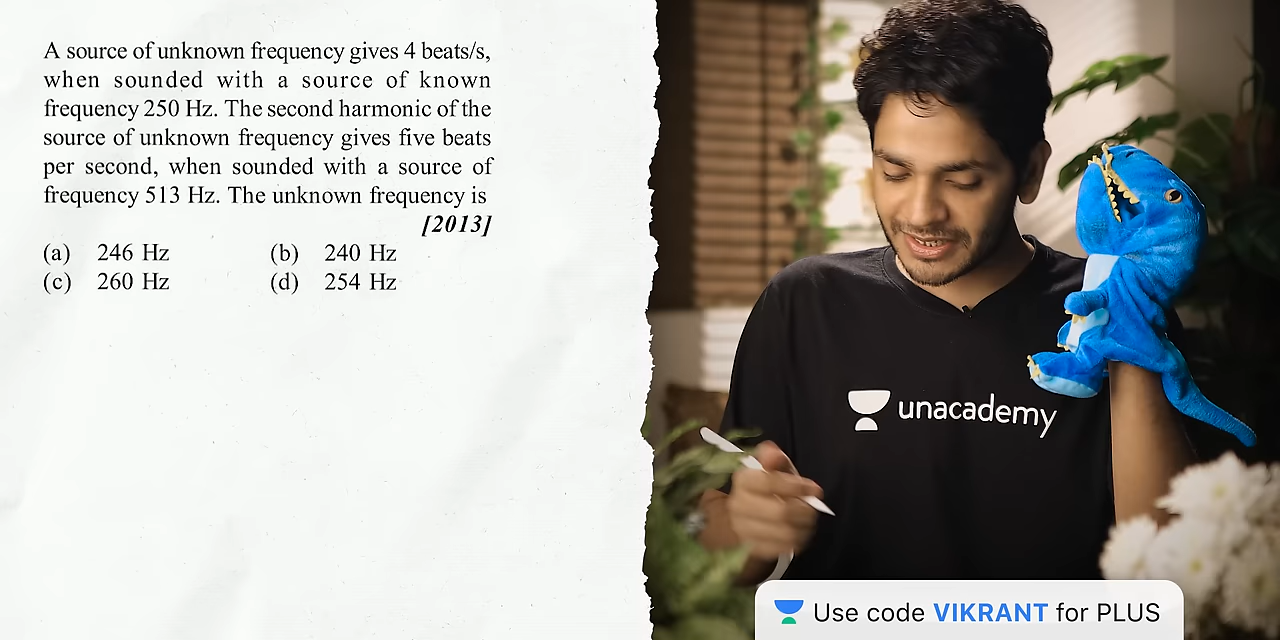 A source of unknown frequency gives 4 beats/s,
when sounded with a source of known
frequency 250 Hz. The second harmonic of the
source of unknown frequency gives five beats
per second, when sounded with a source of
frequency 513 Hz. The unknown frequency is
[2013]
(a) 246 Hz (b) 240 Hz
(c) 260 Hz (d) 254 Hz
unacademy
Use code VIKRANT for PLUS